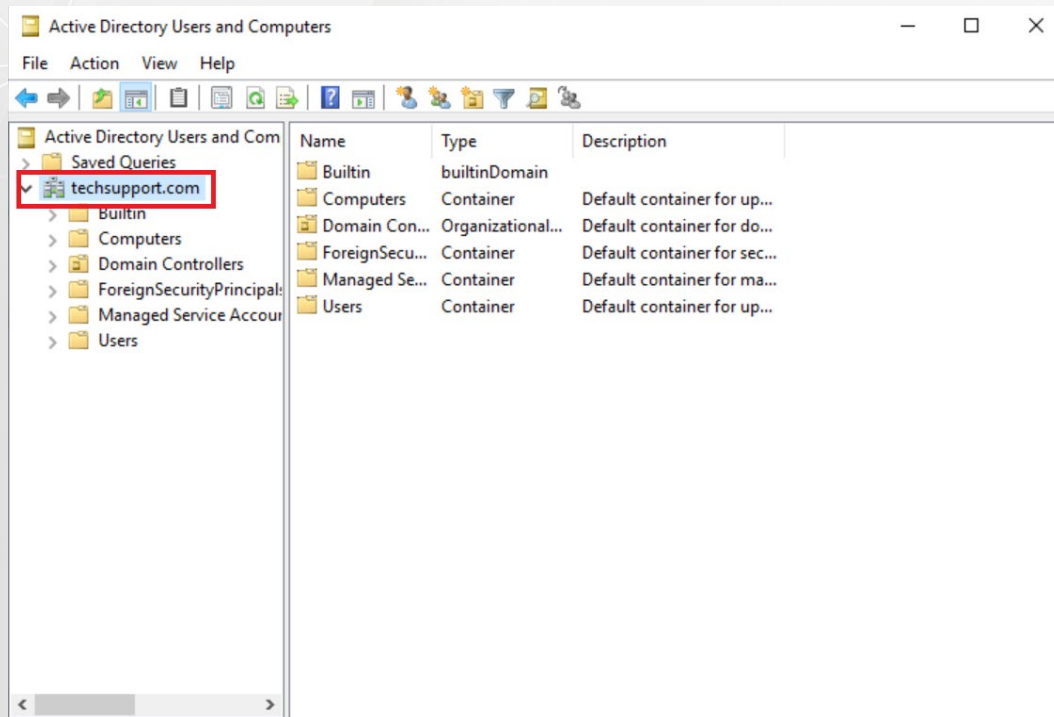 Active Directory Users and Computers
File Action View Help
Active Directory Users and Com
Saved Queries
techsupport.com
Builtin
Computers
Domain Controllers
ForeignSecurityPrincipals
Managed Service Accour
Users
Name Type Description
Builtin builtinDomain
Computers Container Default container for up...
Domain Con... Organizational... Default container for do...
ForeignSecu... Container Default container for sec...
Managed Se... Container Default container for ma...
Users Container Default container for up...